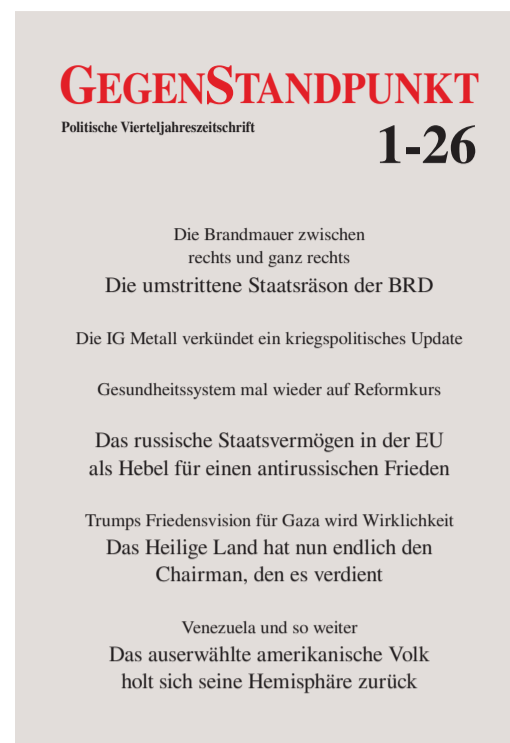 GEGENSTANDPUNKT
Politische Vierteljahreszeitschrift
1-26
Die Brandmauer zwischen
rechts und ganz rechts
Die umstrittene Staatsräson der BRD
Die IG Metall verkündet ein kriegspolitisches Update
Gesundheitssystem mal wieder auf Reformkurs
Das russische Staatsvermögen in der EU
als Hebel für einen antirussischen Frieden
Trumps Friedensvision für Gaza wird Wirklichkeit
Das Heilige Land hat nun endlich den
Chairman, den es verdient
Venezuela und so weiter
Das auserwählte amerikanische Volk
holt sich seine Hemisphäre zurück